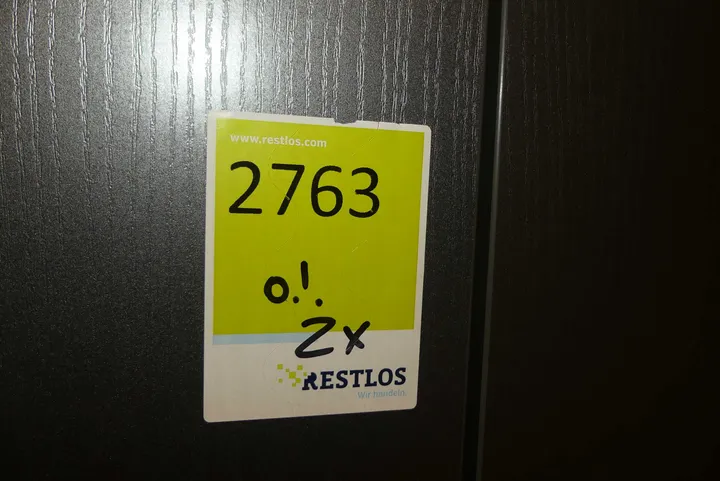 www.restlos.com
2763
o.!.
2x
RESTLOS
Wir handeln.